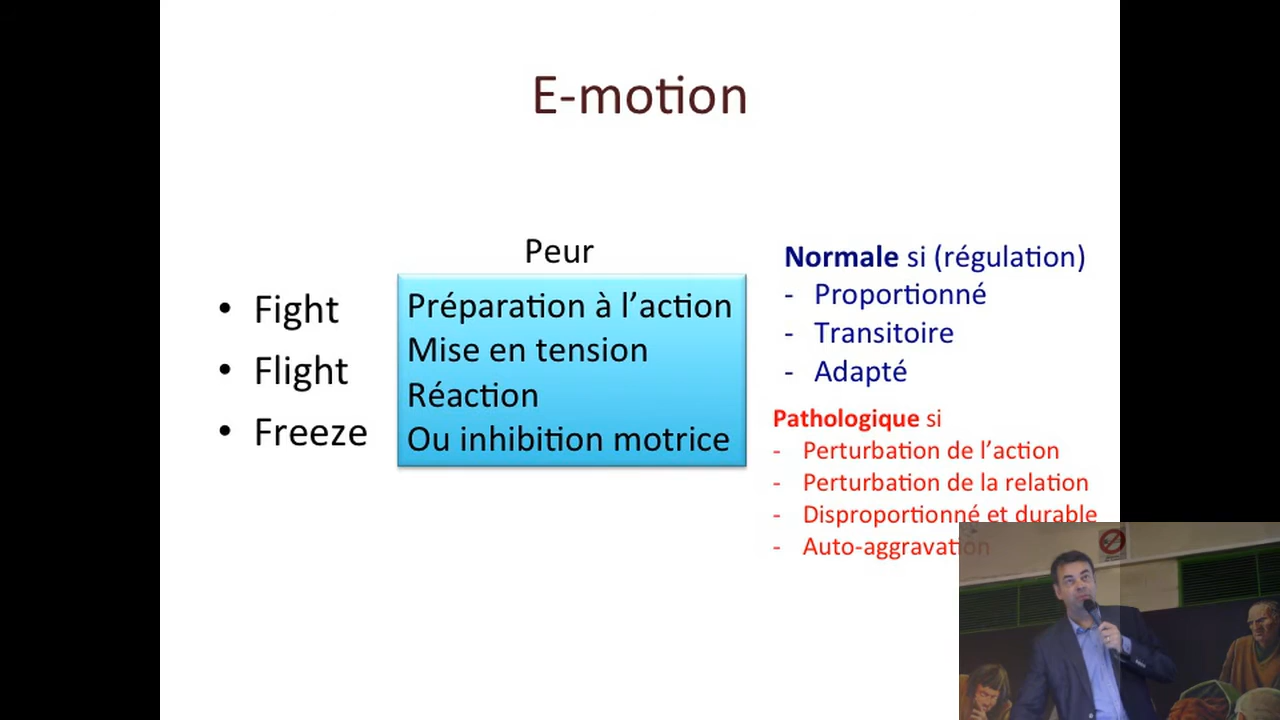 E-motion
Peur
• Fight
• Flight
• Freeze
Préparation à l’action
Mise en tension
Réaction
Ou inhibition motrice
Normale si (régulation)
- Proportionné
- Transitoire
- Adapté
Pathologique si
- Perturbation de l’action
- Perturbation de la relation
- Disproportionné et durable
- Auto-aggravation